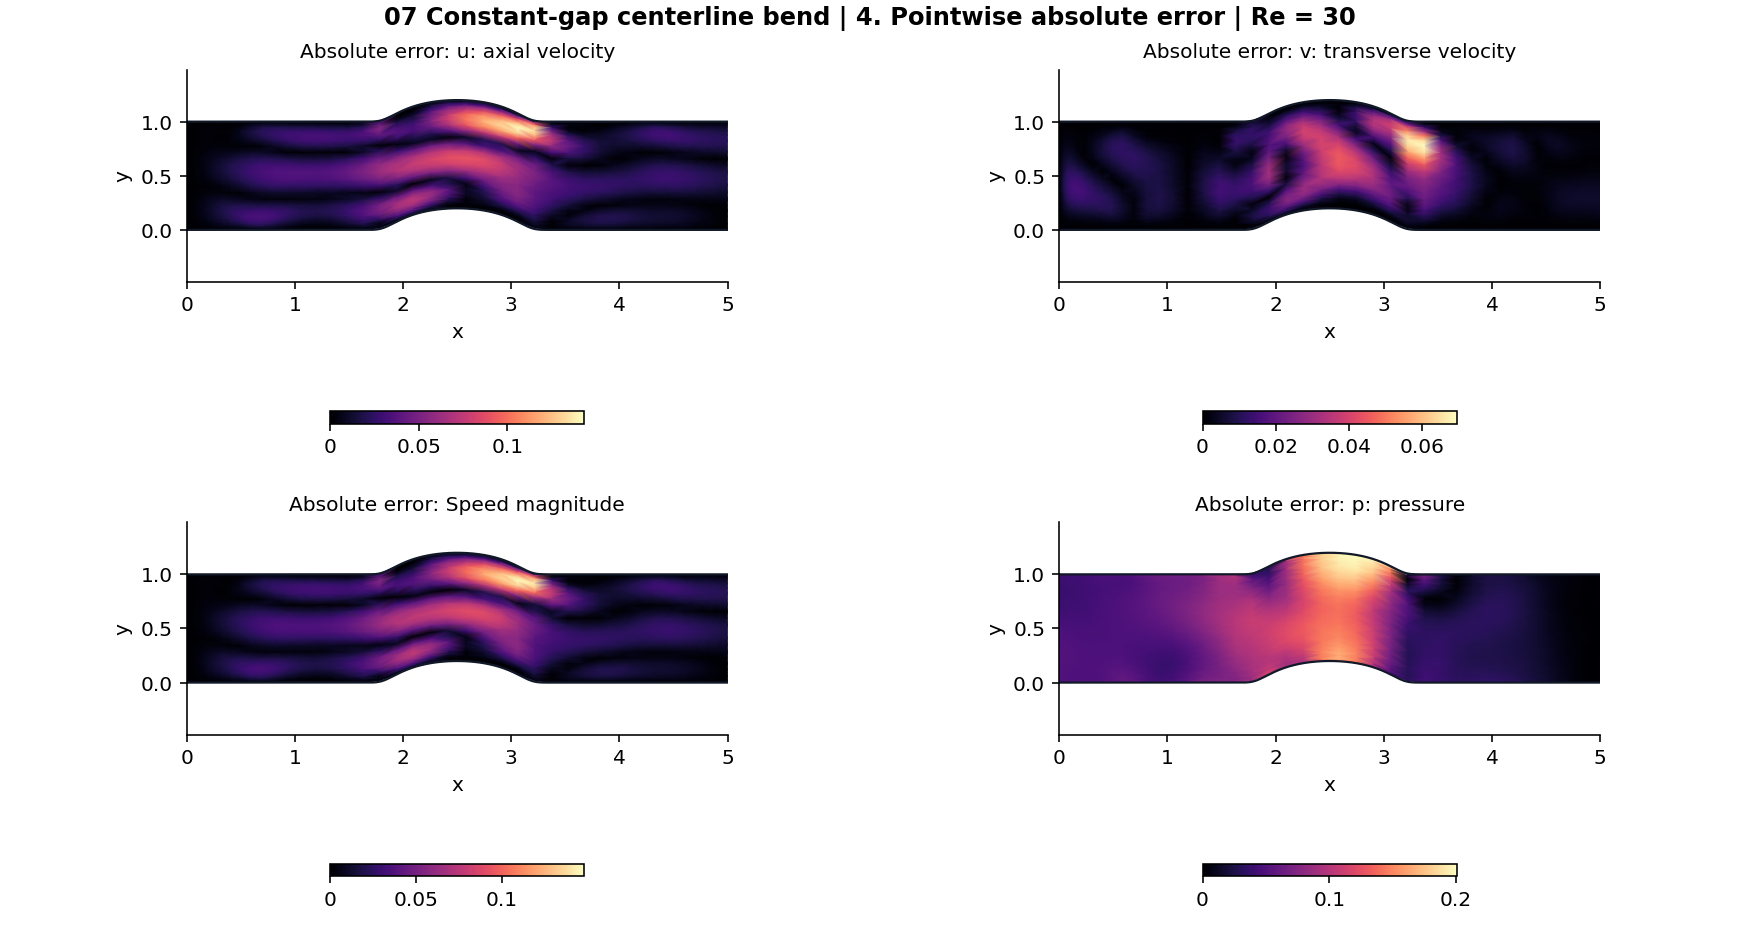 07 Constant-gap centerline bend | 4. Pointwise absolute error | Re = 30
Absolute error: u: axial velocity
y
1.0
0.5
0.0
0 1 2 3 4 5
x
0 0.05 0.1
Absolute error: v: transverse velocity
y
1.0
0.5
0.0
0 1 2 3 4 5
x
0 0.02 0.04 0.06
Absolute error: Speed magnitude
y
1.0
0.5
0.0
0 1 2 3 4 5
x
0 0.05 0.1
Absolute error: p: pressure
y
1.0
0.5
0.0
0 1 2 3 4 5
x
0 0.1 0.2